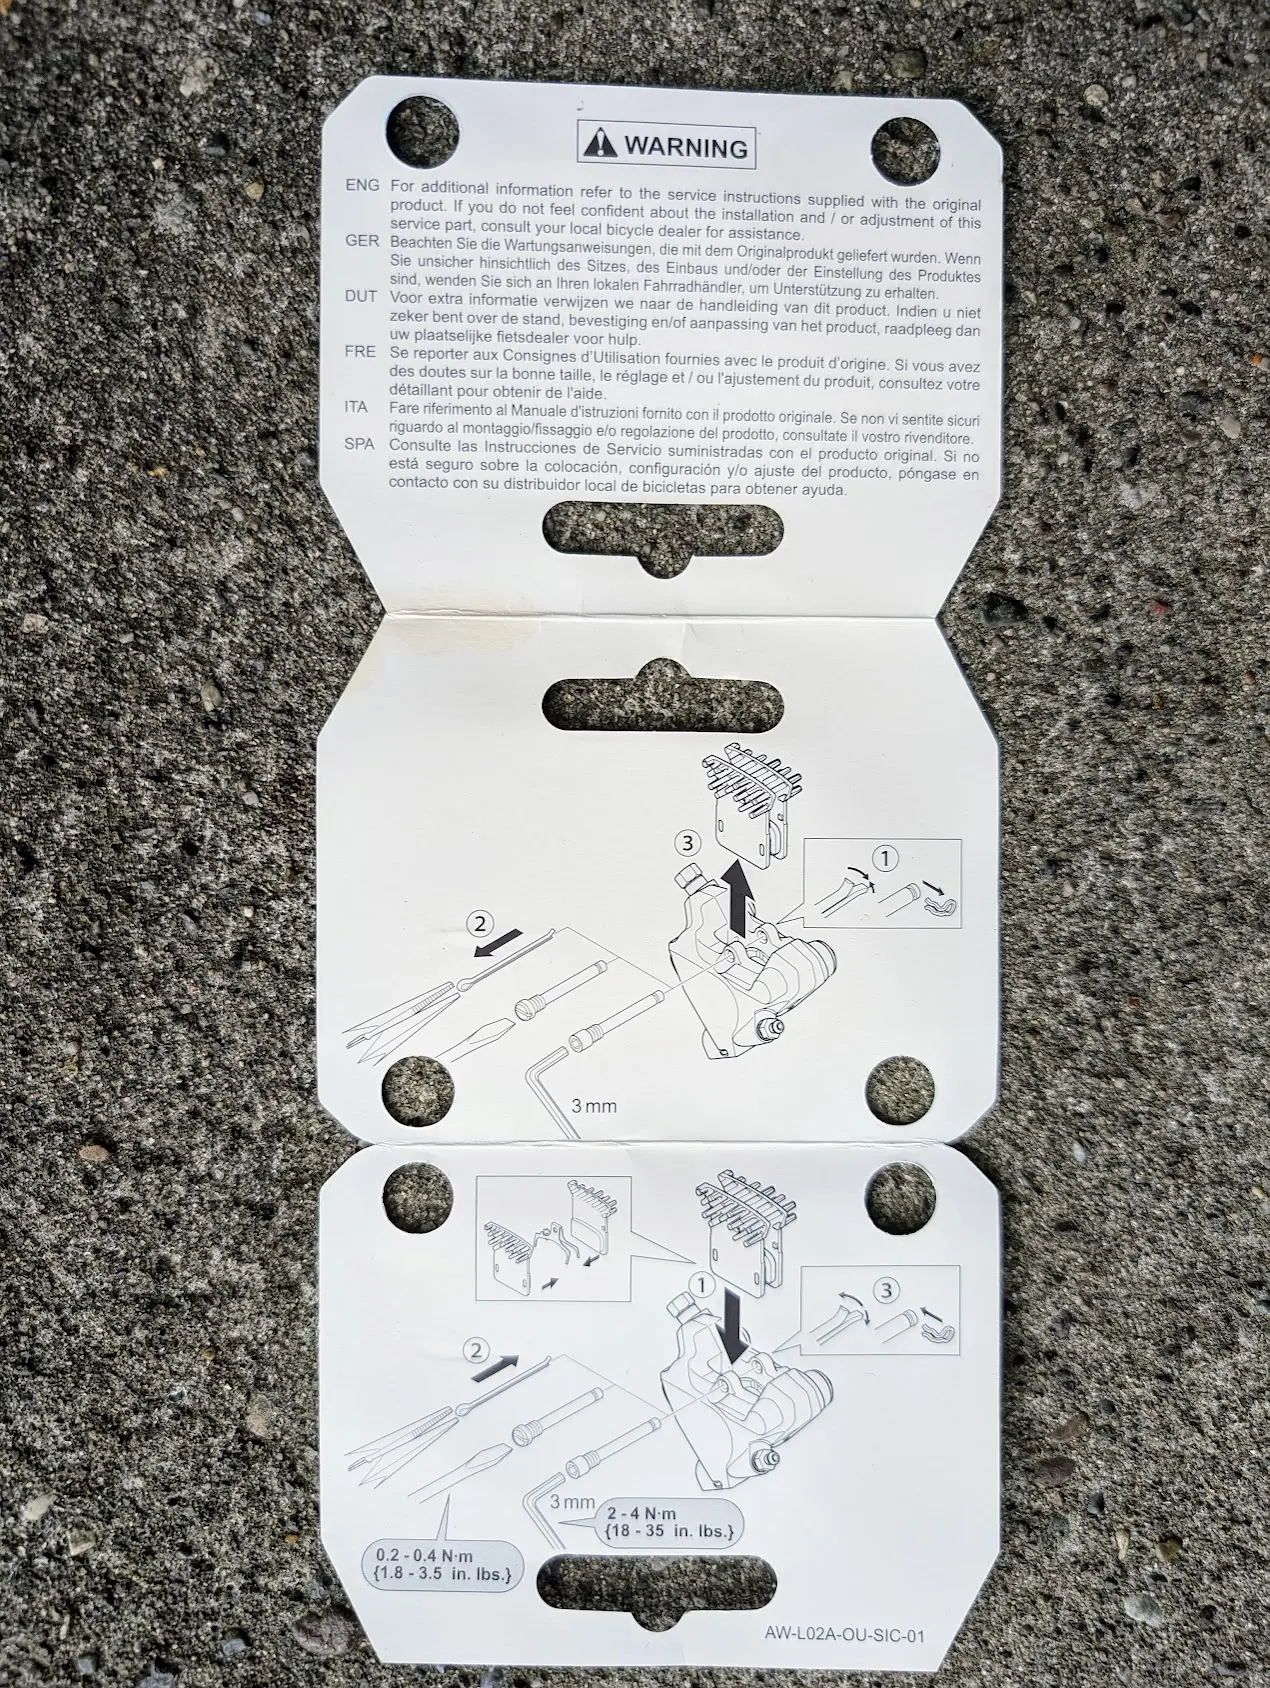 WARNING
ENG For additional information refer to the service instructions supplied with the original
product. If you do not feel confident about the installation and / or adjustment of this
service part, consult your local bicycle dealer for assistance.
GER Beachten Sie die Wartungsanweisungen, die mit dem Originalprodukt geliefert wurden. Wenn
Sie unsicher hinsichtlich des Sitzes, des Einbaus und/oder der Einstellung des Produktes
sind, wenden Sie sich an Ihren lokalen Fahrradhändler, um Unterstützung zu erhalten.
DUT Voor extra informatie verwijzen we naar de handleiding van dit product. Indien u niet
zeker bent over de stand, bevestiging en/of aanpassing van het product, raadpleeg dan
uw plaatselijke fietsdealer voor hulp.
FRE Se reporter aux Consignes d'Utilisation fournies avec le produit d'origine. Si vous avez
des doutes sur la bonne taille, le réglage et / ou l'ajustement du produit, consultez votre
détaillant pour obtenir de l'aide.
ITA Fare riferimento al Manuale d'istruzioni fornito con il prodotto originale. Se non vi sentite sicuri
riguardo al montaggio/fissaggio e/o regolazione del prodotto, consultate il vostro rivenditore.
SPA Consulte las Instrucciones de Servicio suministradas con el producto original. Si no
está seguro sobre la colocación, configuración y/o ajuste del producto, póngase en
contacto con su distribuidor local de bicicletas para obtener ayuda.
3
1
2
3 mm
1
3
2
3 mm
2 - 4 N·m
{18 - 35 in. lbs.}
0.2 - 0.4 N·m
{1.8 - 3.5 in. lbs.}
AW-L02A-OU-SIC-01